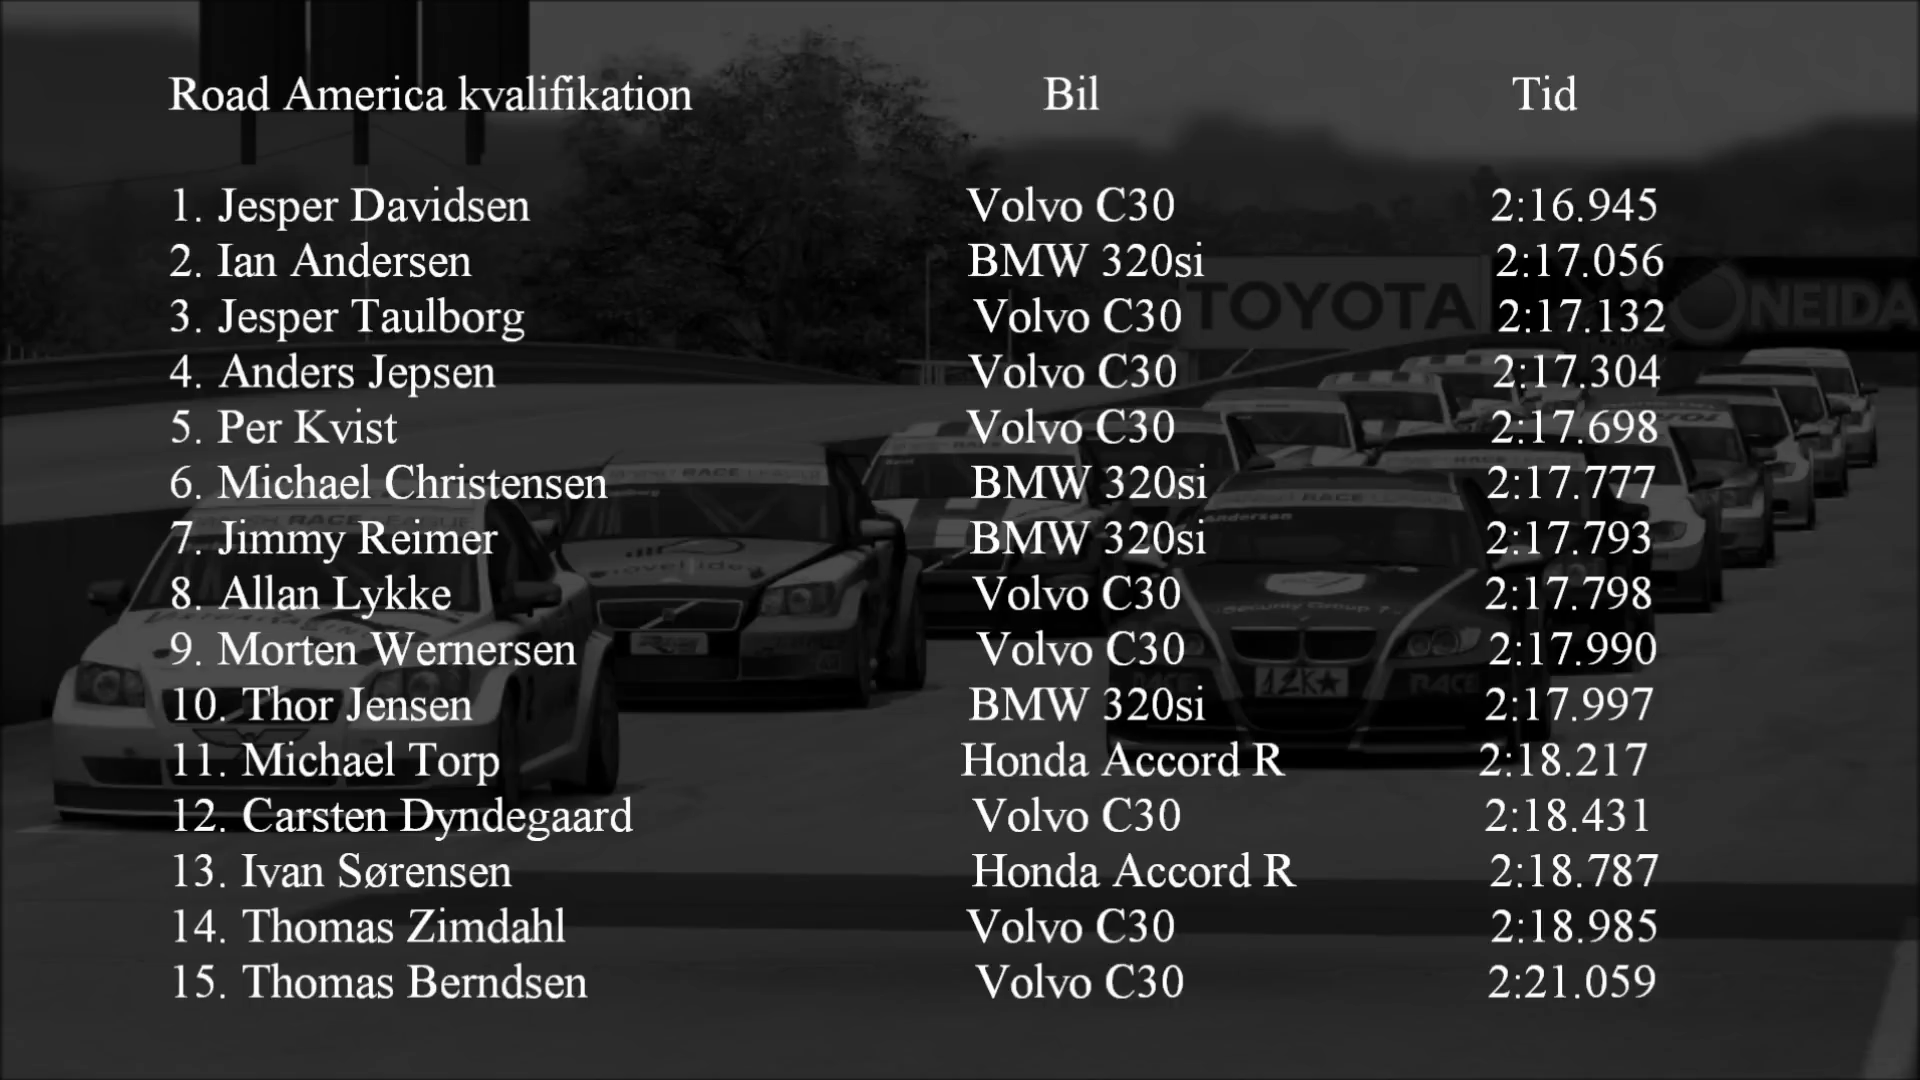 Road America kvalifikation Bil Tid
1. Jesper Davidsen Volvo C30 2:16.945
2. Ian Andersen BMW 320si 2:17.056
3. Jesper Taulborg Volvo C30 2:17.132
4. Anders Jepsen Volvo C30 2:17.304
5. Per Kvist Volvo C30 2:17.698
6. Michael Christensen BMW 320si 2:17.777
7. Jimmy Reimer BMW 320si 2:17.793
8. Allan Lykke Volvo C30 2:17.798
9. Morten Wernersen Volvo C30 2:17.990
10. Thor Jensen BMW 320si 2:17.997
11. Michael Torp Honda Accord R 2:18.217
12. Carsten Dyndegaard Volvo C30 2:18.431
13. Ivan Sørensen Honda Accord R 2:18.787
14. Thomas Zimdahl Volvo C30 2:18.985
15. Thomas Berndsen Volvo C30 2:21.059
TOYOTA
NEIDA
Andersen
Security Group
12K★
RACE